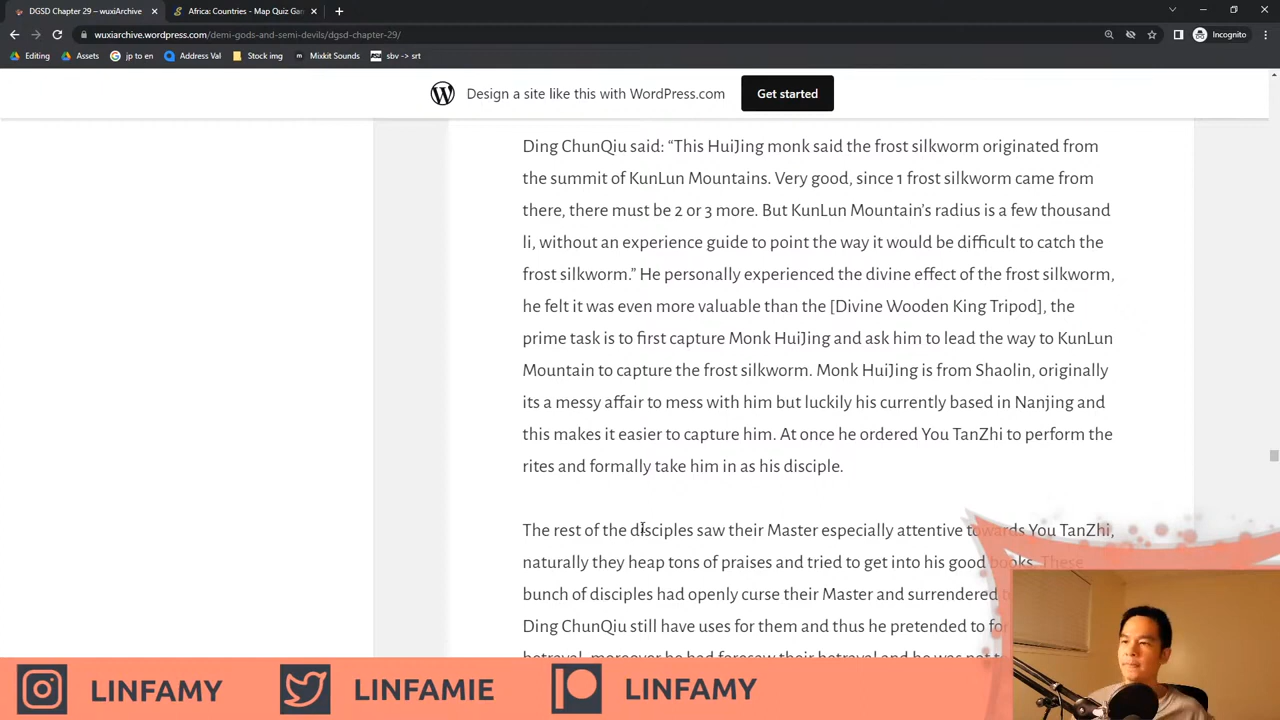 DGSD Chapter 29 – wuxiArchive
Africa: Countries - Map Quiz Gam
wuxiarchive.wordpress.com/demi-gods-and-semi-devils/dgsd-chapter-29/
Incognito
Editing
Assets
jp to en
Address Val
Stock img
Mixkit Sounds
sbv -> srt
Design a site like this with WordPress.com
Get started
Ding ChunQiu said: “This HuiJing monk said the frost silkworm originated from
the summit of KunLun Mountains. Very good, since 1 frost silkworm came from
there, there must be 2 or 3 more. But KunLun Mountain’s radius is a few thousand
li, without an experience guide to point the way it would be difficult to catch the
frost silkworm.” He personally experienced the divine effect of the frost silkworm,
he felt it was even more valuable than the [Divine Wooden King Tripod], the
prime task is to first capture Monk HuiJing and ask him to lead the way to KunLun
Mountain to capture the frost silkworm. Monk HuiJing is from Shaolin, originally
its a messy affair to mess with him but luckily his currently based in Nanjing and
this makes it easier to capture him. At once he ordered You TanZhi to perform the
rites and formally take him in as his disciple.
The rest of the disciples saw their Master especially attentive towards You TanZhi,
naturally they heap tons of praises and tried to get into his good books. These
bunch of disciples had openly curse their Master and surrendered
Ding ChunQiu still have uses for them and thus he pretended to
betrayal, moreover he had foresaw their betrayal and he was not
LINFAMY
LINFAMIE
LINFAMY